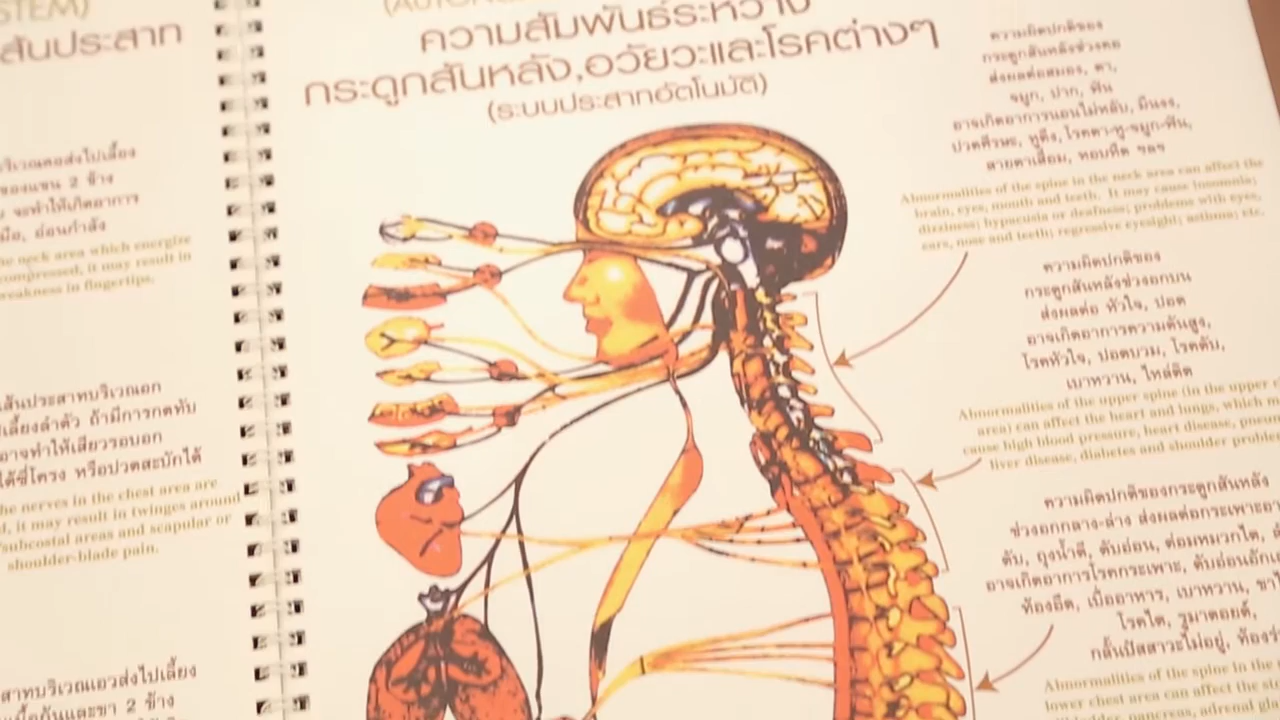 STEM)
สันประสาท
ริเวณคอส่งไปเลี้ยง
ของแขน 2 ข้าง
จะทำให้เกิดอาการ
มือ, อ่อนกำลัง
he neck area which energize
compressed, it may result in
weakness in fingertips.
ส้นประสาทบริเวณอก
เลี้ยงลำตัว ถ้ามีการกดทับ
อาจทำให้เสียวรอบอก
ได้ซี่โครง หรือปวดสะบักได้
he nerves in the chest area are
d, it may result in twinges around
subcostal areas and scapular or
shoulder-blade pain.
สาทบริเวณเอวส่งไปเลี้ยง
เนื้อก้นและขา 2 ข้าง
ความสัมพันธ์ระหว่าง
กระดูกสันหลัง,อวัยวะและโรคต่างๆ
(ระบบประสาทอัตโนมัติ)
ความผิดปกติของ
กระดูกสันหลังช่วงคอ
ส่งผลต่อสมอง, ตา,
จมูก, ปาก, ฟัน
อาจเกิดอาการนอนไม่หลับ, มึนงง,
ปวดศีรษะ, หูตึง, โรคตา-หู-จมูก-ฟัน,
สายตาเสื่อม, หอบหืด ฯลฯ
Abnormalities of the spine in the neck area can affect the
brain, eyes, mouth and teeth. It may cause insomnia;
dizziness; hypacusia or deafness; problems with eyes,
ears, nose and teeth; regressive eyesight; asthma; etc.
ความผิดปกติของ
กระดูกสันหลังช่วงอกบน
ส่งผลต่อ หัวใจ, ปอด
อาจเกิดอาการความดันสูง,
โรคหัวใจ, ปอดบวม, โรคตับ,
เบาหวาน, ไหล่ติด
Abnormalities of the upper spine (in the upper
area) can affect the heart and lungs, which m
cause high blood pressure, heart disease, pneu
liver disease, diabetes and shoulder proble
ความผิดปกติของกระดูกสันหลัง
ช่วงอกกลาง-ล่าง ส่งผลต่อกระเพาะอา
ตับ, ถุงน้ำดี, ตับอ่อน, ต่อมหมวกไต,
อาจเกิดอาการโรคกระเพาะ, ตับอ่อนอักเ
ท้องอืด, เบื่ออาหาร, เบาหวาน, ชา
โรคไต, รูมาตอยด์,
กลั้นปัสสาวะไม่อยู่, ท้อง
Abnormalities of the spine in the
lower chest area can affect the st
bladder, pancreas, adrenal gl